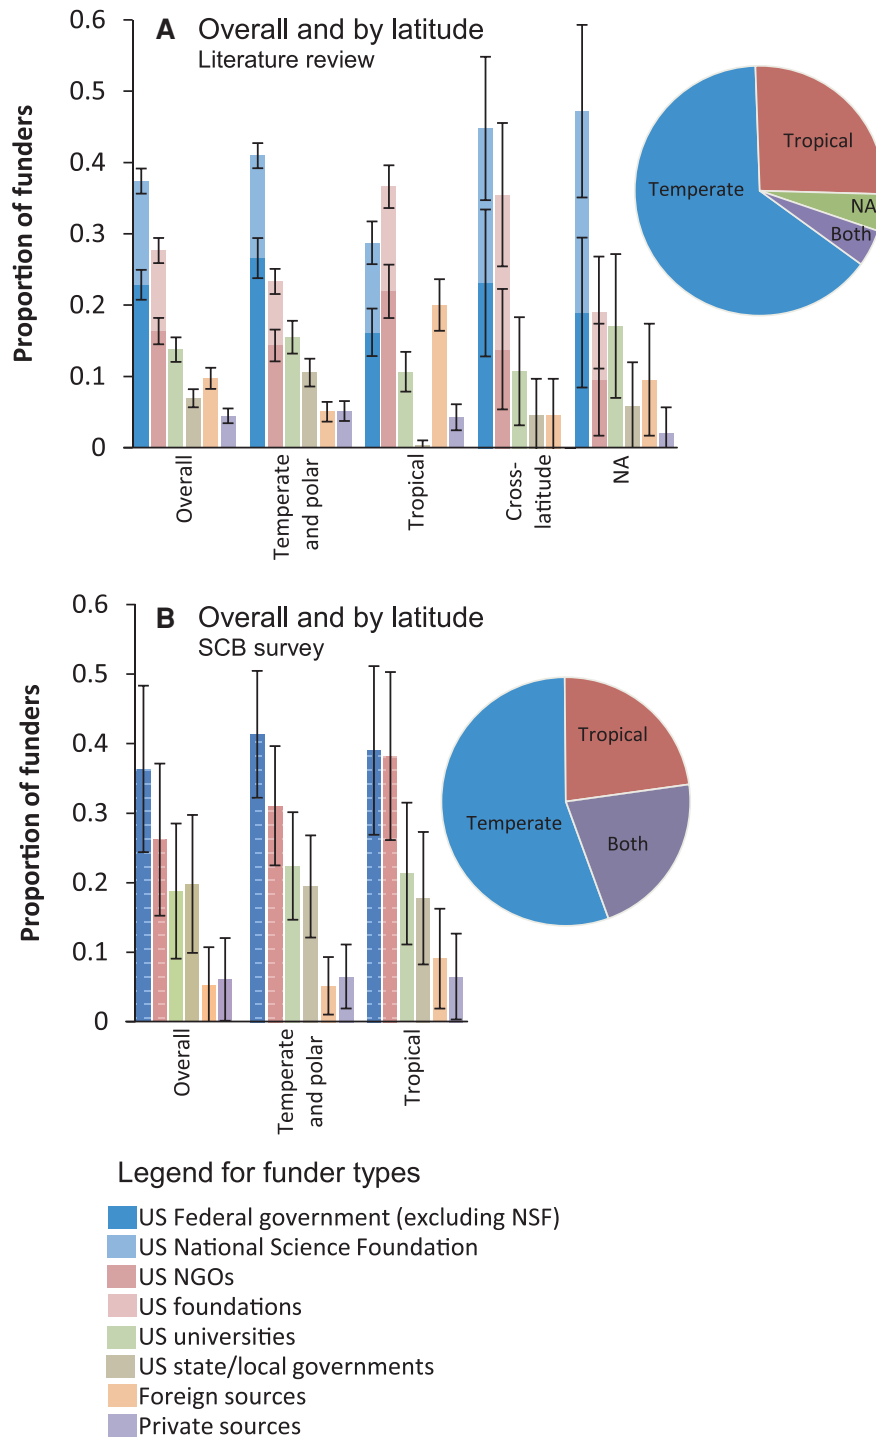 A Overall and by latitude
Literature review
Proportion of funders
0.6
0.5
0.4
0.3
0.2
0.1
0
Overall
Temperate
and polar
Tropical
Cross-
latitude
NA
Temperate
Tropical
NA
Both
B Overall and by latitude
SCB survey
Proportion of funders
0.6
0.5
0.4
0.3
0.2
0.1
0
Overall
Temperate
and polar
Tropical
Temperate
Tropical
Both
Legend for funder types
US Federal government (excluding NSF)
US National Science Foundation
US NGOs
US foundations
US universities
US state/local governments
Foreign sources
Private sources